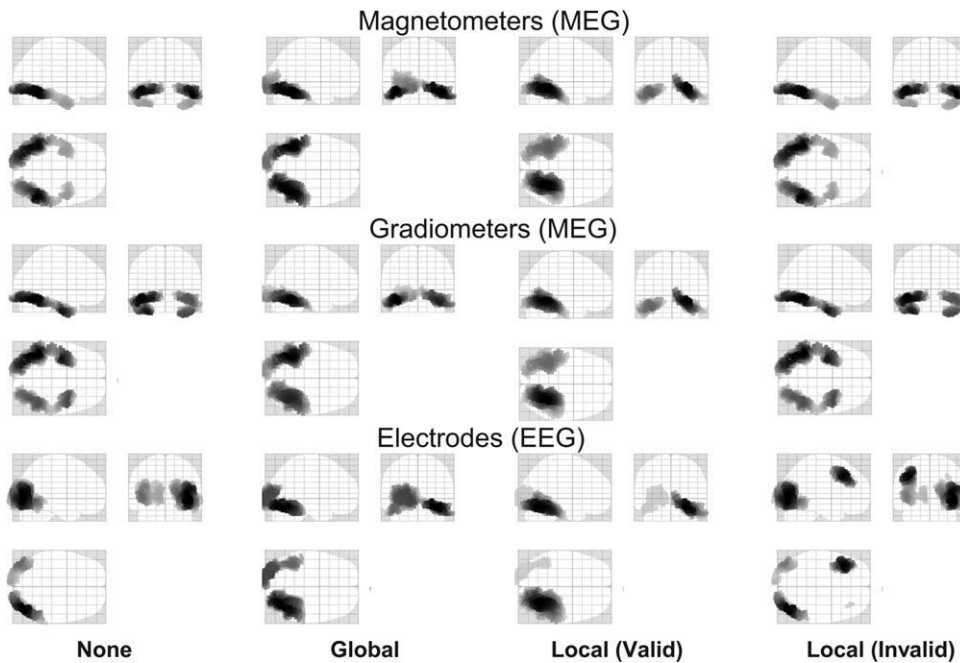 Magnetometers (MEG)
Gradiometers (MEG)
Electrodes (EEG)
None Global Local (Valid) Local (Invalid)